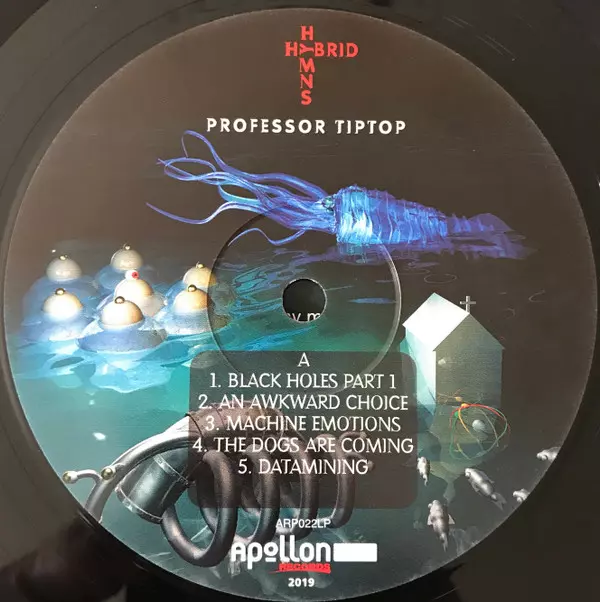 HYMNS
HYBRID
PROFESSOR TIPTOP
A
1. BLACK HOLES PART 1
2. AN AWKWARD CHOICE
3. MACHINE EMOTIONS
4. THE DOGS ARE COMING
5. DATAMINING
ARP022LP
Apollon
RECORDS
2019